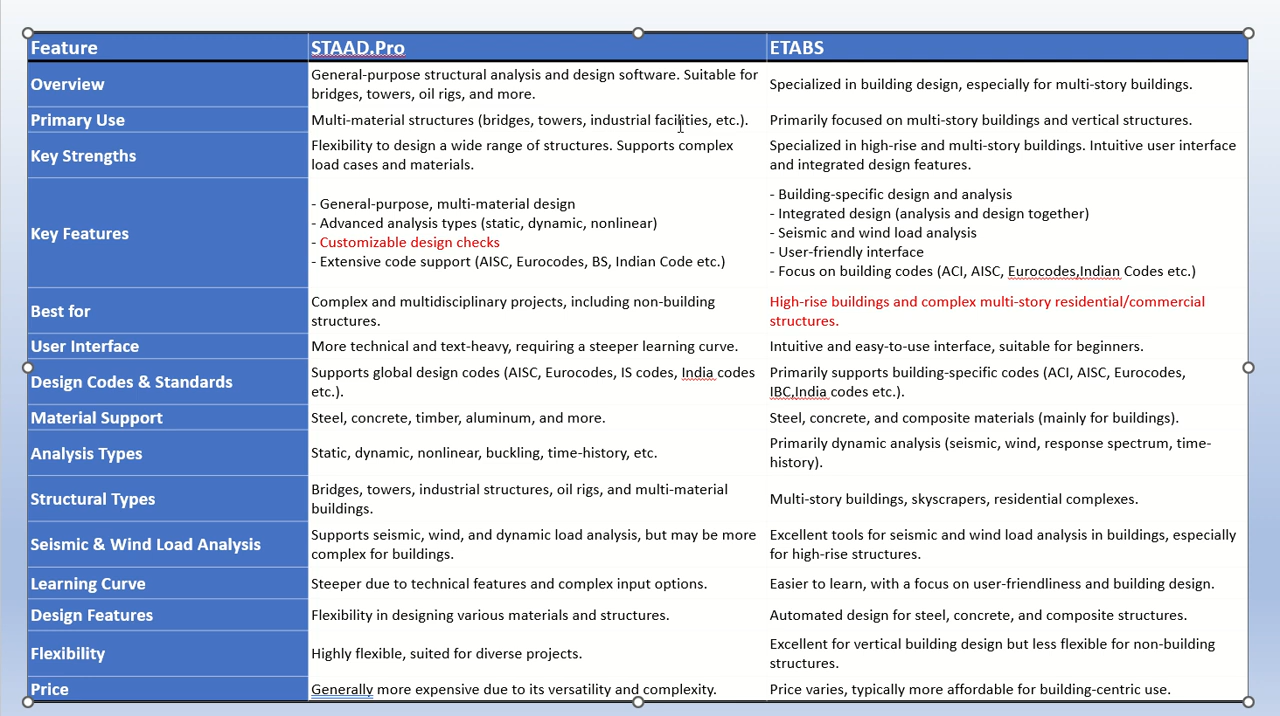 Feature STAAD.Pro ETABS
Overview
General-purpose structural analysis and design software. Suitable for
bridges, towers, oil rigs, and more.
Specialized in building design, especially for multi-story buildings.
Primary Use Multi-material structures (bridges, towers, industrial facilities, etc.). Primarily focused on multi-story buildings and vertical structures.
Key Strengths
Flexibility to design a wide range of structures. Supports complex
load cases and materials.
Specialized in high-rise and multi-story buildings. Intuitive user interface
and integrated design features.
Key Features
- General-purpose, multi-material design
- Advanced analysis types (static, dynamic, nonlinear)
- Customizable design checks
- Extensive code support (AISC, Eurocodes, BS, Indian Code etc.)
- Building-specific design and analysis
- Integrated design (analysis and design together)
- Seismic and wind load analysis
- User-friendly interface
- Focus on building codes (ACI, AISC, Eurocodes,Indian Codes etc.)
Best for
Complex and multidisciplinary projects, including non-building
structures.
High-rise buildings and complex multi-story residential/commercial
structures.
User Interface More technical and text-heavy, requiring a steeper learning curve. Intuitive and easy-to-use interface, suitable for beginners.
Design Codes & Standards
Supports global design codes (AISC, Eurocodes, IS codes, India codes
etc.).
Primarily supports building-specific codes (ACI, AISC, Eurocodes,
IBC,India codes etc.).
Material Support Steel, concrete, timber, aluminum, and more. Steel, concrete, and composite materials (mainly for buildings).
Analysis Types
Static, dynamic, nonlinear, buckling, time-history, etc.
Primarily dynamic analysis (seismic, wind, response spectrum, time-
history).
Structural Types
Bridges, towers, industrial structures, oil rigs, and multi-material
buildings.
Multi-story buildings, skyscrapers, residential complexes.
Seismic & Wind Load Analysis
Supports seismic, wind, and dynamic load analysis, but may be more
complex for buildings.
Excellent tools for seismic and wind load analysis in buildings, especially
for high-rise structures.
Learning Curve Steeper due to technical features and complex input options. Easier to learn, with a focus on user-friendliness and building design.
Design Features Flexibility in designing various materials and structures. Automated design for steel, concrete, and composite structures.
Flexibility
Highly flexible, suited for diverse projects.
Excellent for vertical building design but less flexible for non-building
structures.
Price Generally more expensive due to its versatility and complexity. Price varies, typically more affordable for building-centric use.